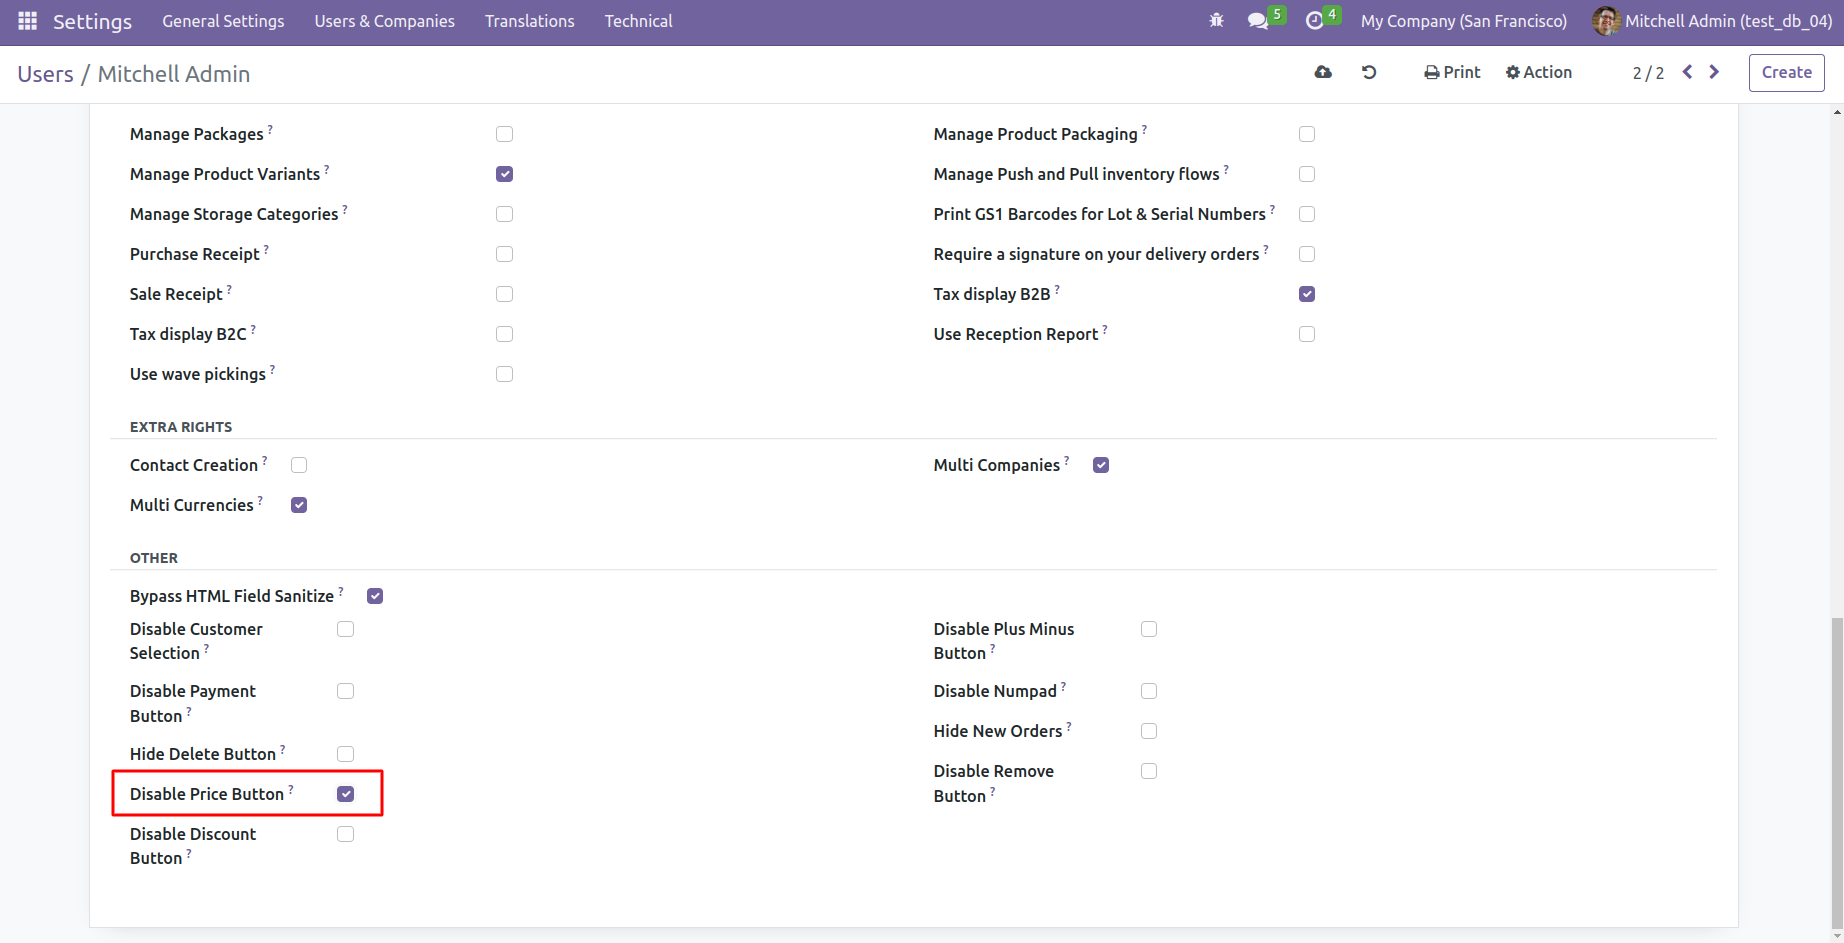 Settings General Settings Users & Companies Translations Technical 5 4 My Company (San Francisco) Mitchell Admin (test_db_04)
Users / Mitchell Admin Print Action 2 / 2 Create
Manage Packages ? Manage Product Packaging ?
Manage Product Variants ? Manage Push and Pull inventory flows ?
Manage Storage Categories ? Print GS1 Barcodes for Lot & Serial Numbers ?
Purchase Receipt ? Require a signature on your delivery orders ?
Sale Receipt ? Tax display B2B ?
Tax display B2C ? Use Reception Report ?
Use wave pickings ?
EXTRA RIGHTS
Contact Creation ? Multi Companies ?
Multi Currencies ?
OTHER
Bypass HTML Field Sanitize ?
Disable Customer
Selection ?
Disable Plus Minus
Button ?
Disable Payment
Button ?
Disable Numpad ?
Hide New Orders ?
Hide Delete Button ?
Disable Remove
Button ?
Disable Price Button ?
Disable Discount
Button ?